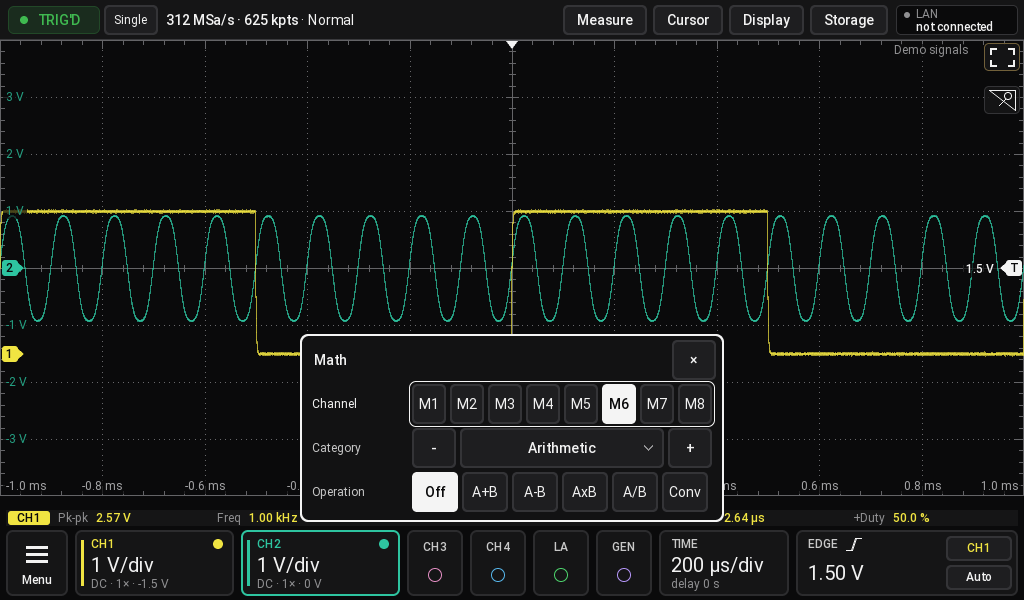 TRIG'D Single 312 MSa/s · 625 kpts · Normal Measure Cursor Display Storage LAN
not connected
Demo signals
3 V
2 V
1 V
2
1.5 V T
-1 V
1
-2 V
-3 V
Math ×
Channel M1 M2 M3 M4 M5 M6 M7 M8
Category - Arithmetic +
Operation Off A+B A-B AxB A/B Conv
-1.0 ms -0.8 ms -0.6 ms 0.6 ms 0.8 ms 1.0 ms
CH1 Pk-pk 2.57 V Freq 1.00 kHz 2.64 µs +Duty 50.0 %
Menu
CH1
1 V/div
DC · 1× · -1.5 V
CH2
1 V/div
DC · 1× · 0 V
CH3
CH4
LA
GEN
TIME
200 µs/div
delay 0 s
EDGE
1.50 V
CH1
Auto